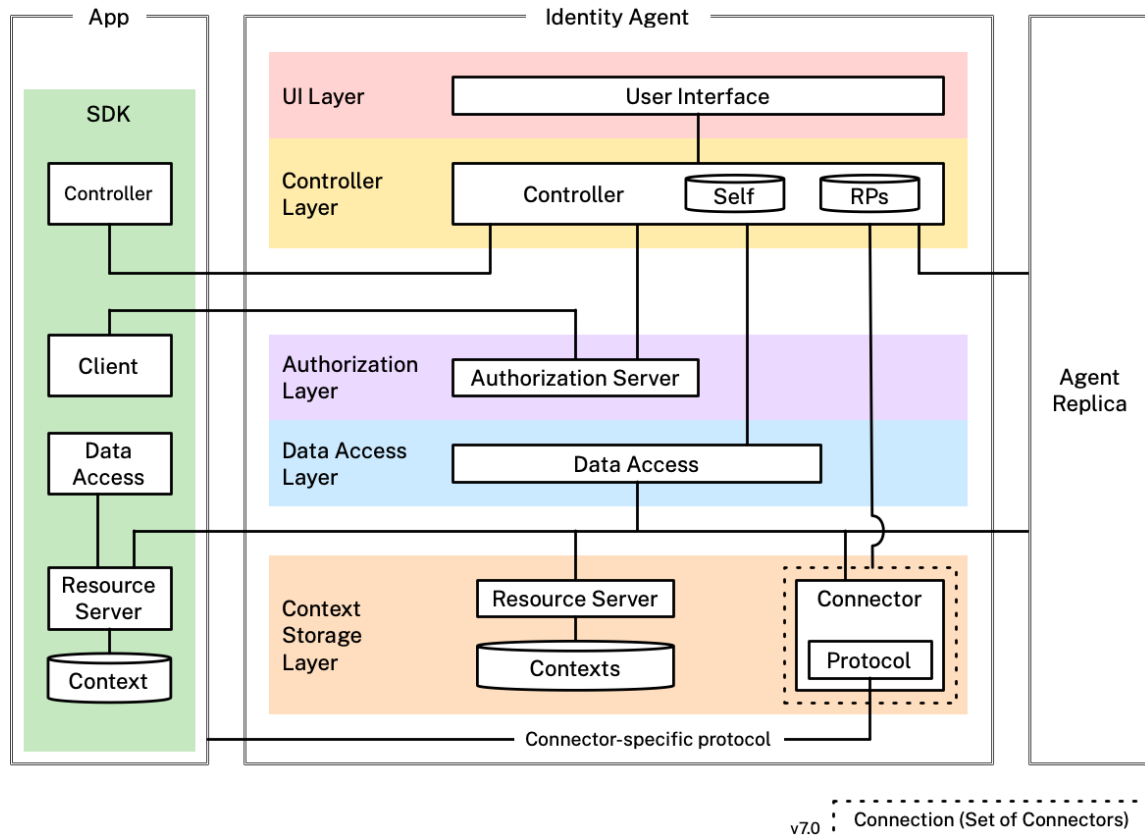 App
Identity Agent
SDK
Controller
Client
Data
Access
Resource
Server
Context
UI Layer
User Interface
Controller
Layer
Controller
Self
RPs
Authorization
Layer
Authorization Server
Data Access
Layer
Data Access
Context
Storage
Layer
Resource Server
Contexts
Connector
Protocol
Connector-specific protocol
Agent
Replica
v7.0
Connection (Set of Connectors)